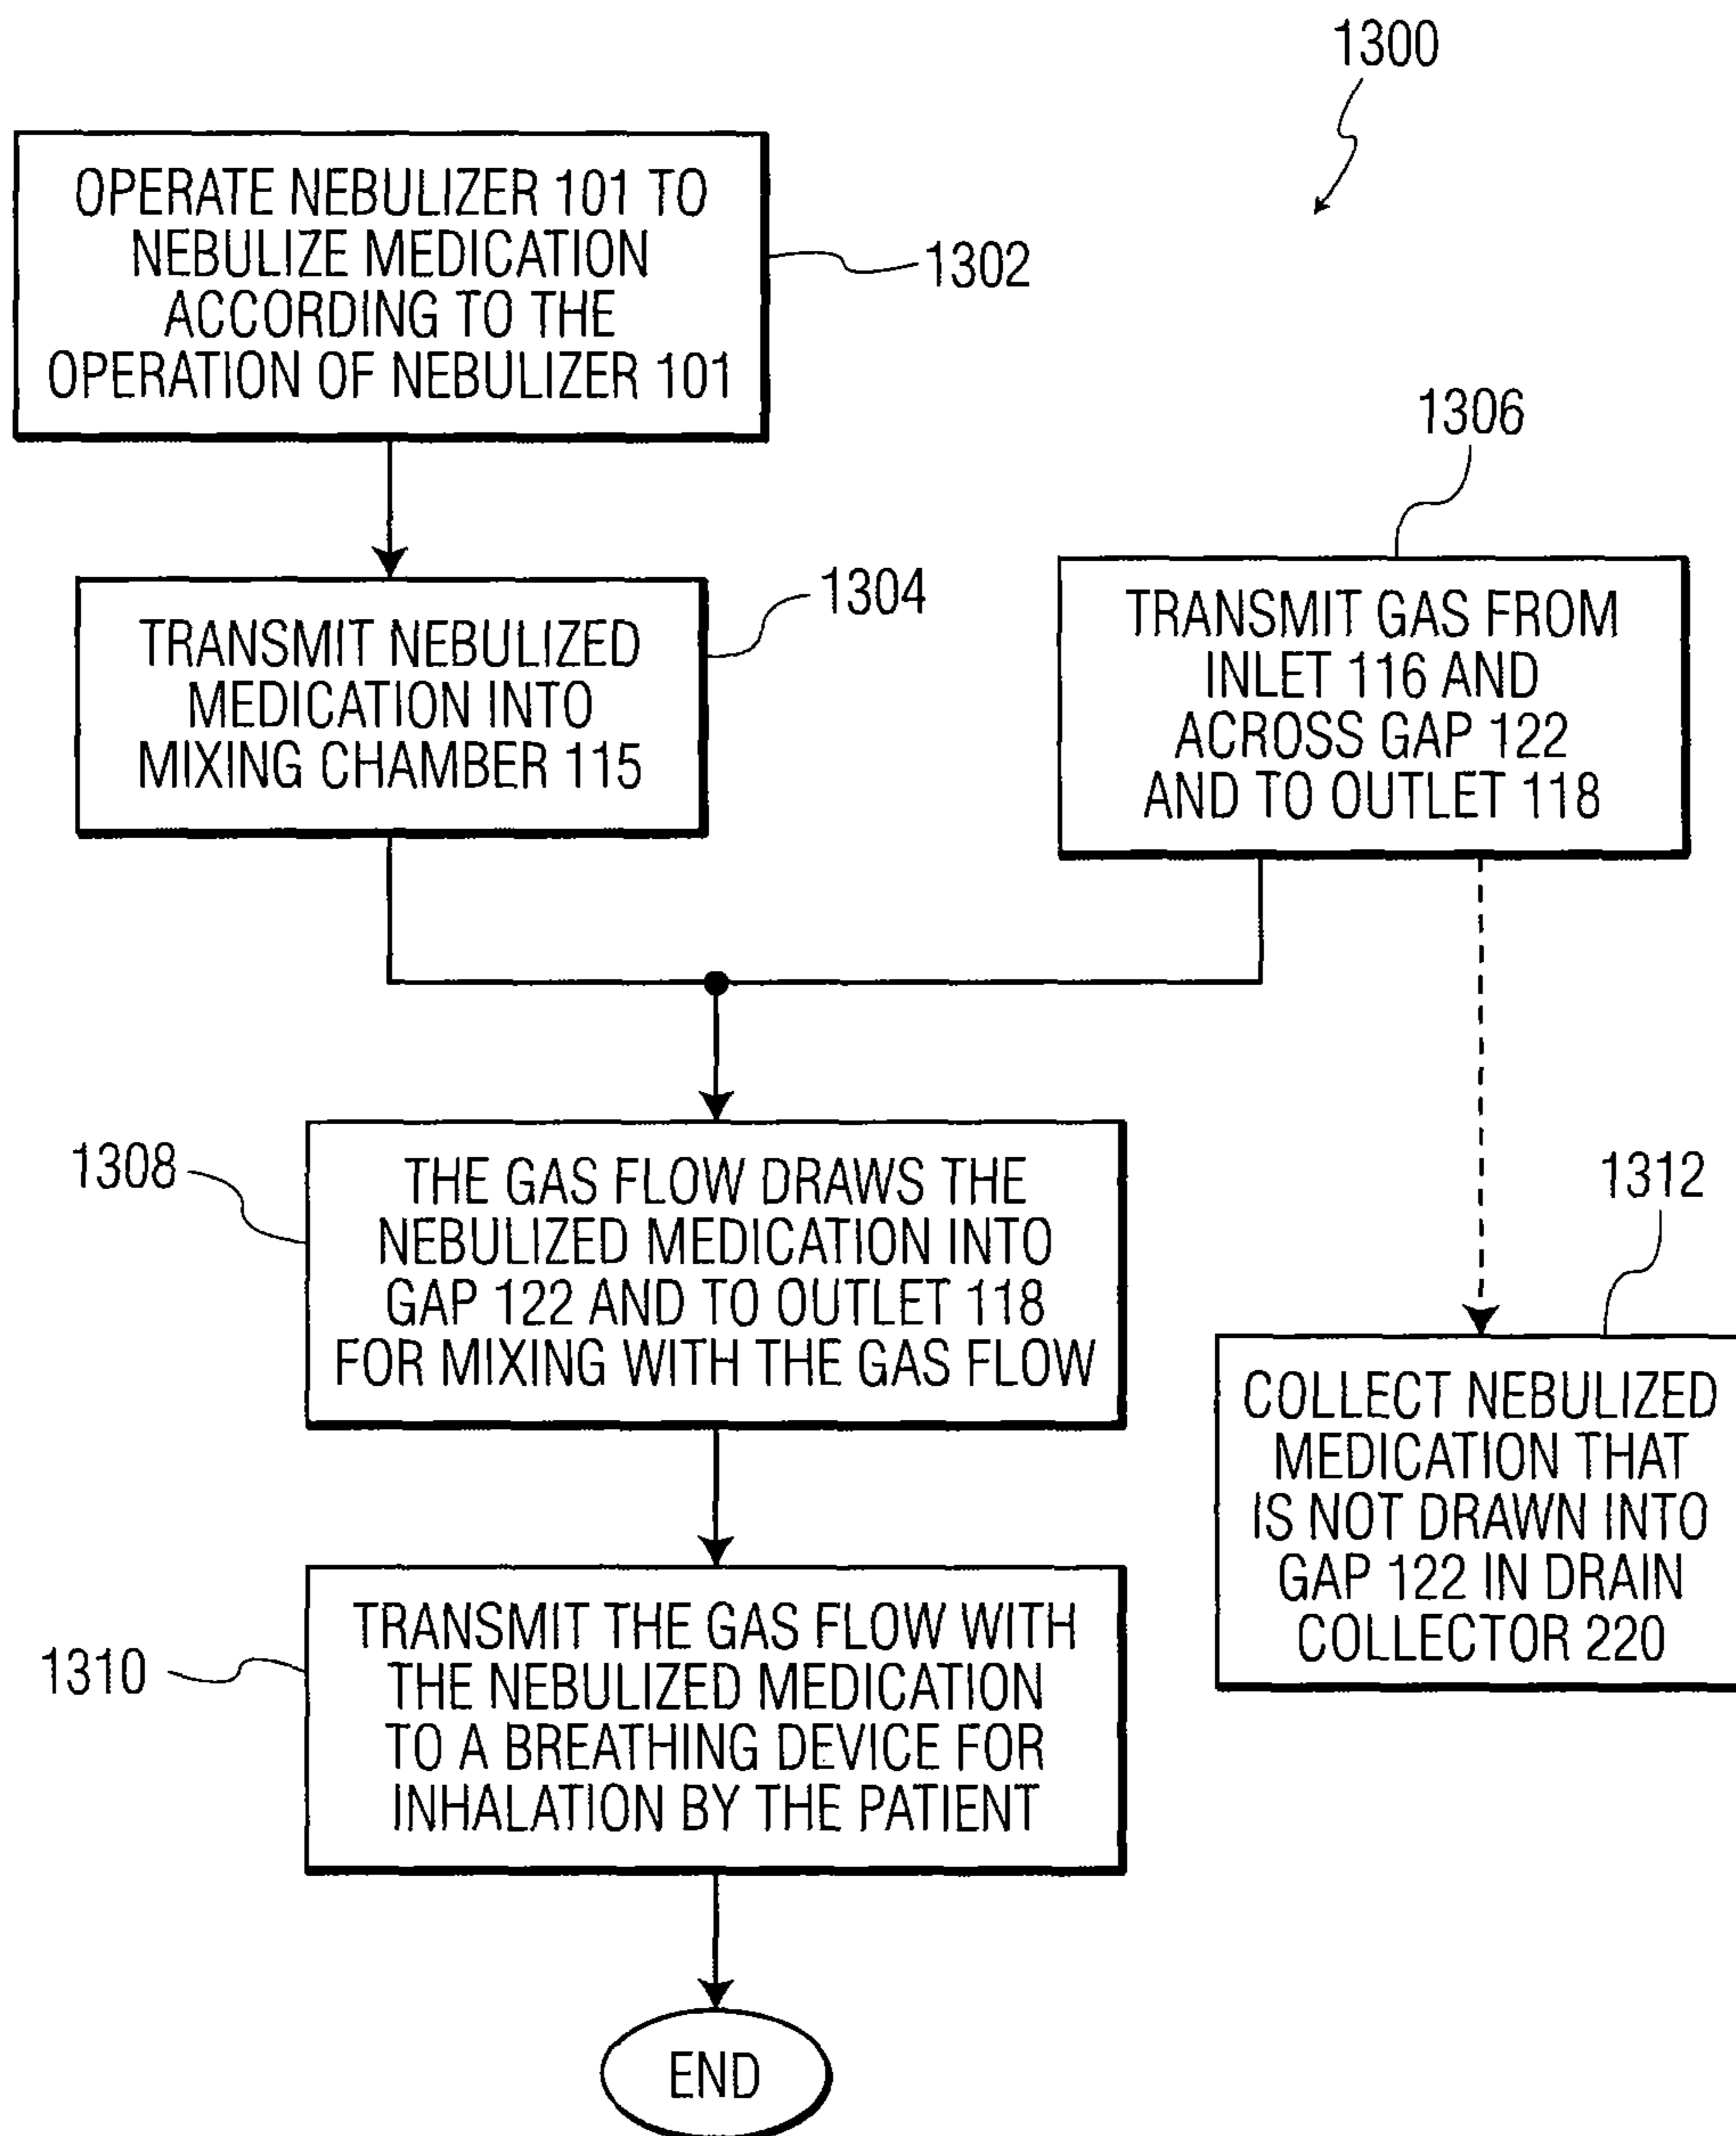 1300
OPERATE NEBULIZER 101 TO
NEBULIZE MEDICATION
ACCORDING TO THE
OPERATION OF NEBULIZER 101
1302
1306
TRANSMIT NEBULIZED
MEDICATION INTO
MIXING CHAMBER 115
1304
TRANSMIT GAS FROM
INLET 116 AND
ACROSS GAP 122
AND TO OUTLET 118
1308
THE GAS FLOW DRAWS THE
NEBULIZED MEDICATION INTO
GAP 122 AND TO OUTLET 118
FOR MIXING WITH THE GAS FLOW
1312
COLLECT NEBULIZED
MEDICATION THAT
IS NOT DRAWN INTO
GAP 122 IN DRAIN
COLLECTOR 220
1310
TRANSMIT THE GAS FLOW WITH
THE NEBULIZED MEDICATION
TO A BREATHING DEVICE FOR
INHALATION BY THE PATIENT
END